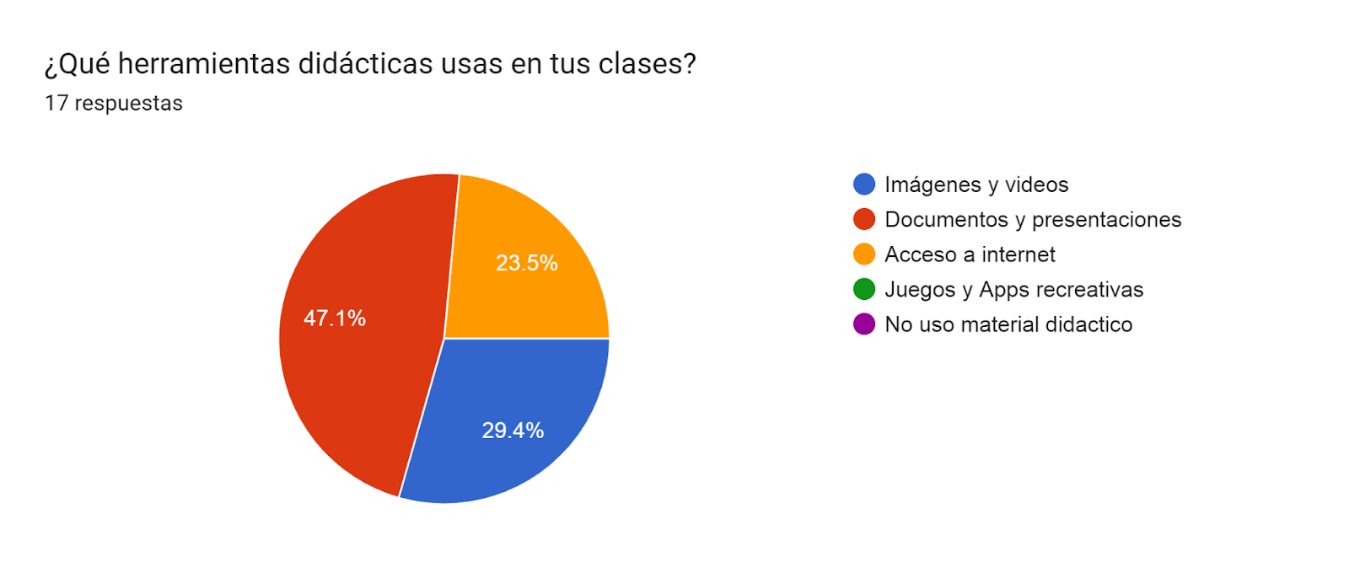 ¿Qué herramientas didácticas usas en tus clases?
17 respuestas
23.5%
47.1%
29.4%
Imágenes y videos
Documentos y presentaciones
Acceso a internet
Juegos y Apps recreativas
No uso material didactico